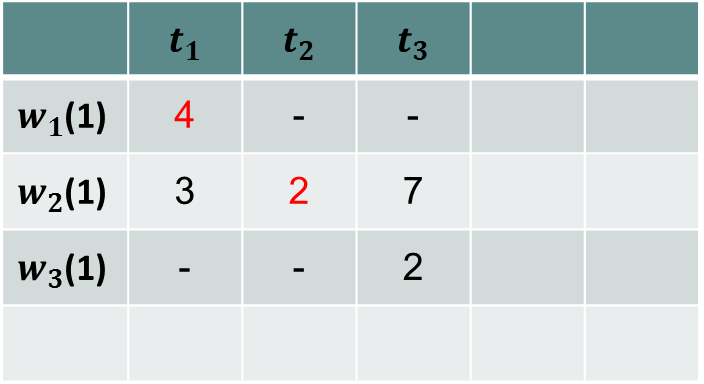 t1 t2 t3
w1(1) 4 - -
w2(1) 3 2 7
w3(1) - - 2